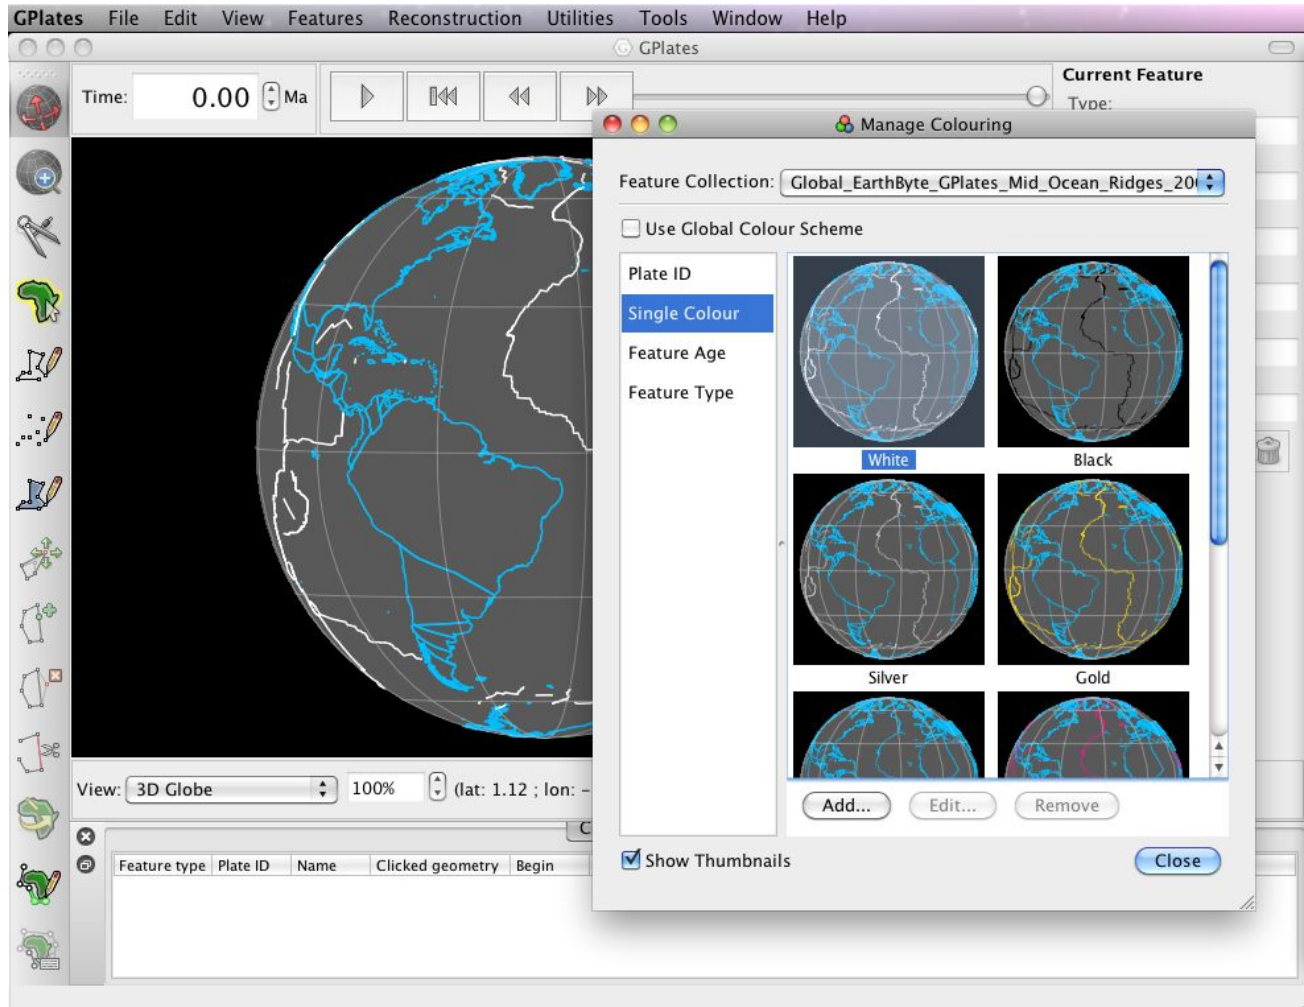 GPlates File Edit View Features Reconstruction Utilities Tools Window Help
GPlates
Time: 0.00 Ma
Current Feature
Type:
Manage Colouring
Feature Collection: Global_EarthByte_GPlates_Mid_Ocean_Ridges_20
Use Global Colour Scheme
Plate ID
Single Colour
Feature Age
Feature Type
White
Black
Silver
Gold
Add... Edit... Remove
Show Thumbnails
Close
View: 3D Globe 100% (lat: 1.12 ; lon: –
Feature type Plate ID Name Clicked geometry Begin